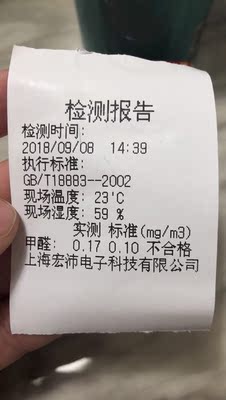 检测报告
检测时间:
2018/09/08 14:39
执行标准:
GB/T18883--2002
现场温度: 23'C
现场湿度: 59 %
实测 标准(mg/m3)
甲醛: 0.17 0.10 不合格
上海宏沛电子科技有限公司